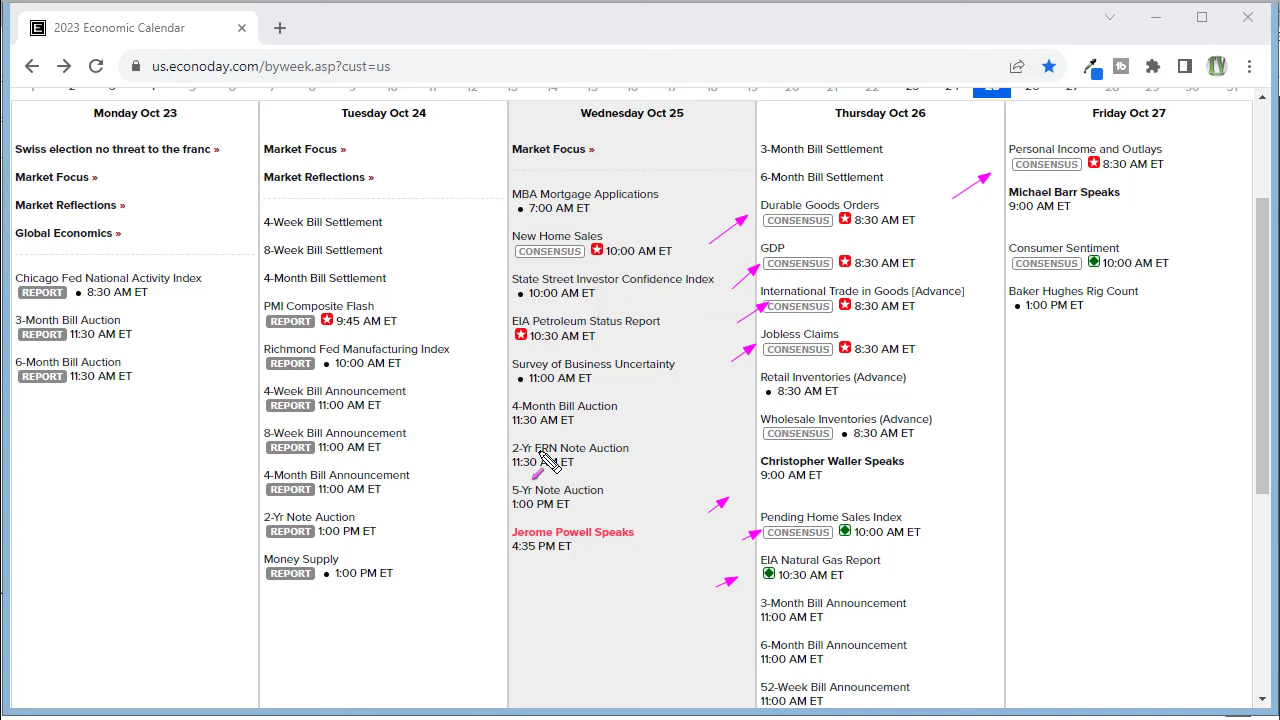 2023 Economic Calendar
us.econoday.com/byweek.asp?cust=us
Monday Oct 23
Swiss election no threat to the franc »
Market Focus »
Market Reflections »
Global Economics »
Chicago Fed National Activity Index
REPORT • 8:30 AM ET
3-Month Bill Auction
REPORT 11:30 AM ET
6-Month Bill Auction
REPORT 11:30 AM ET
Tuesday Oct 24
Market Focus »
Market Reflections »
4-Week Bill Settlement
8-Week Bill Settlement
4-Month Bill Settlement
PMI Composite Flash
REPORT 9:45 AM ET
Richmond Fed Manufacturing Index
REPORT • 10:00 AM ET
4-Week Bill Announcement
REPORT 11:00 AM ET
8-Week Bill Announcement
REPORT 11:00 AM ET
4-Month Bill Announcement
REPORT 11:00 AM ET
2-Yr Note Auction
REPORT 1:00 PM ET
Money Supply
REPORT • 1:00 PM ET
Wednesday Oct 25
Market Focus »
MBA Mortgage Applications
• 7:00 AM ET
New Home Sales
CONSENSUS 10:00 AM ET
State Street Investor Confidence Index
• 10:00 AM ET
EIA Petroleum Status Report
10:30 AM ET
Survey of Business Uncertainty
• 11:00 AM ET
4-Month Bill Auction
11:30 AM ET
2-Yr FRN Note Auction
11:30 AM ET
5-Yr Note Auction
1:00 PM ET
Jerome Powell Speaks
4:35 PM ET
Thursday Oct 26
3-Month Bill Settlement
6-Month Bill Settlement
Durable Goods Orders
CONSENSUS 8:30 AM ET
GDP
CONSENSUS 8:30 AM ET
International Trade in Goods [Advance]
CONSENSUS 8:30 AM ET
Jobless Claims
CONSENSUS 8:30 AM ET
Retail Inventories (Advance)
• 8:30 AM ET
Wholesale Inventories (Advance)
CONSENSUS • 8:30 AM ET
Christopher Waller Speaks
9:00 AM ET
Pending Home Sales Index
CONSENSUS 10:00 AM ET
EIA Natural Gas Report
10:30 AM ET
3-Month Bill Announcement
11:00 AM ET
6-Month Bill Announcement
11:00 AM ET
52-Week Bill Announcement
11:00 AM ET
Friday Oct 27
Personal Income and Outlays
CONSENSUS 8:30 AM ET
Michael Barr Speaks
9:00 AM ET
Consumer Sentiment
CONSENSUS 10:00 AM ET
Baker Hughes Rig Count
• 1:00 PM ET